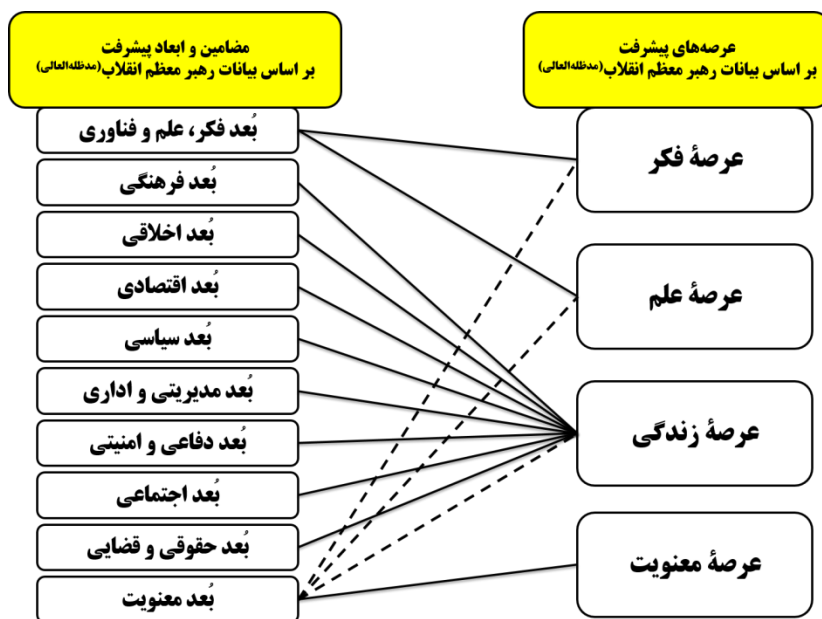 عرصه‌های پیشرفت
بر اساس بیانات رهبر معظم انقلاب(مدظله‌العالی)
عرصهٔ فکر
عرصهٔ علم
عرصهٔ زندگی
عرصهٔ معنویت
مضامین و ابعاد پیشرفت
بر اساس بیانات رهبر معظم انقلاب(مدظله‌العالی)
بُعد فکر، علم و فناوری
بُعد فرهنگی
بُعد اخلاقی
بُعد اقتصادی
بُعد سیاسی
بُعد مدیریتی و اداری
بُعد دفاعی و امنیتی
بُعد اجتماعی
بُعد حقوقی و قضایی
بُعد معنویت